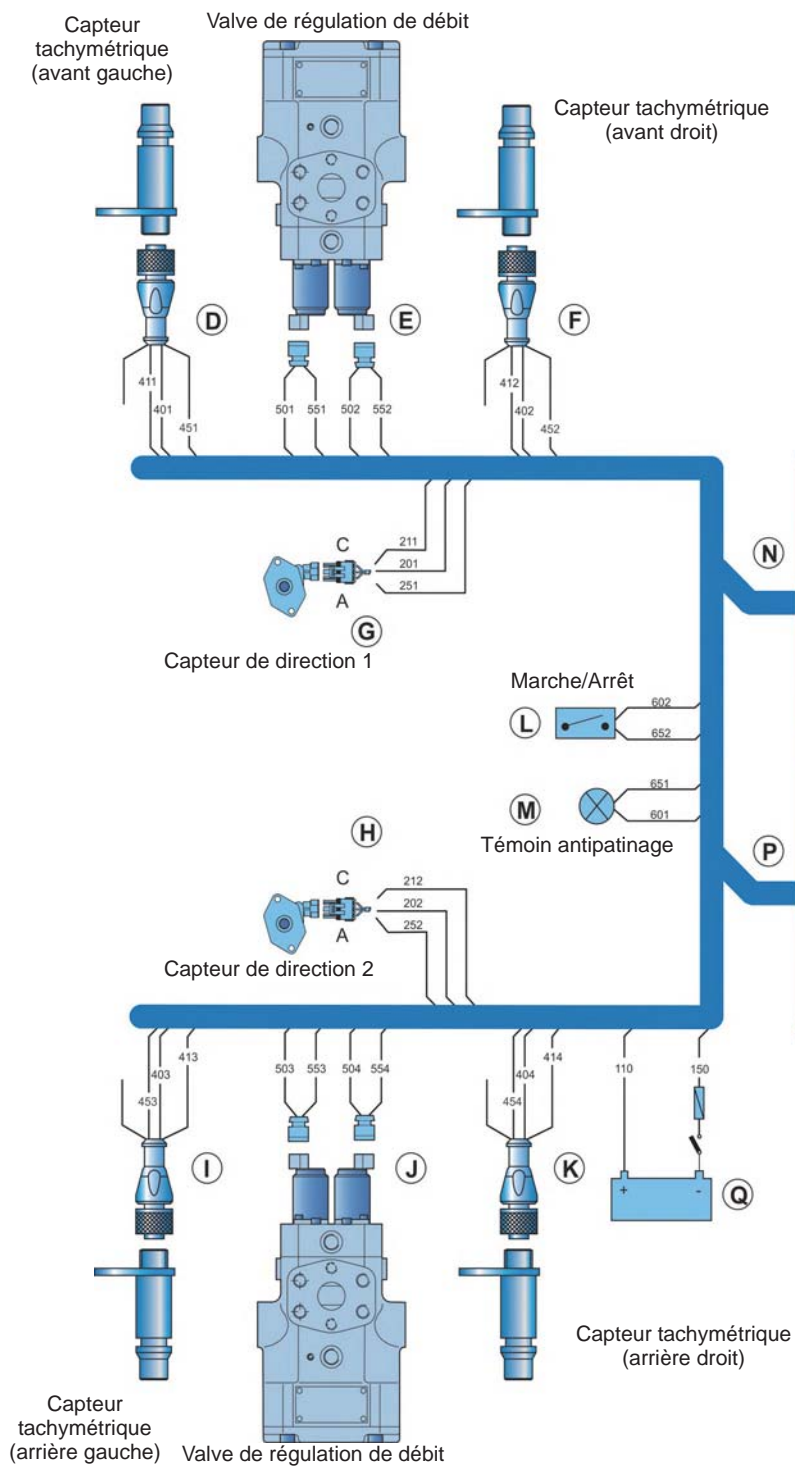 Capteur
tachymétrique
(avant gauche)
Valve de régulation de débit
Capteur tachymétrique
(avant droit)
D
E
F
411
401
451
501
551
502
552
412
402
452
N
C
211
201
251
A
G
Capteur de direction 1
Marche/Arrêt
L
602
652
M
651
601
Témoin antipatinage
H
P
C
212
202
252
A
Capteur de direction 2
453
403
413
503
553
504
554
454
404
414
110
150
I
J
K
+
-
Q
Capteur tachymétrique
(arrière droit)
Capteur
tachymétrique
(arrière gauche)
Valve de régulation de débit